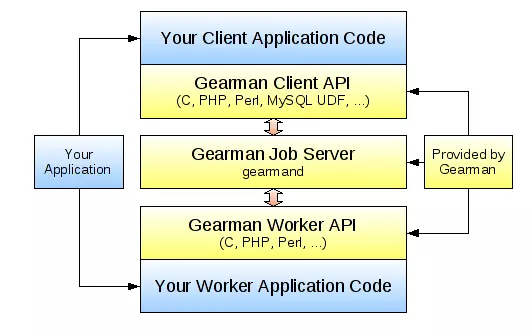 Your Client Application Code
Gearman Client API
(C, PHP, Perl, MySQL UDF, ...)
Your
Application
Gearman Job Server
gearmand
Provided by
Gearman
Gearman Worker API
(C, PHP, Perl, ...)
Your Worker Application Code